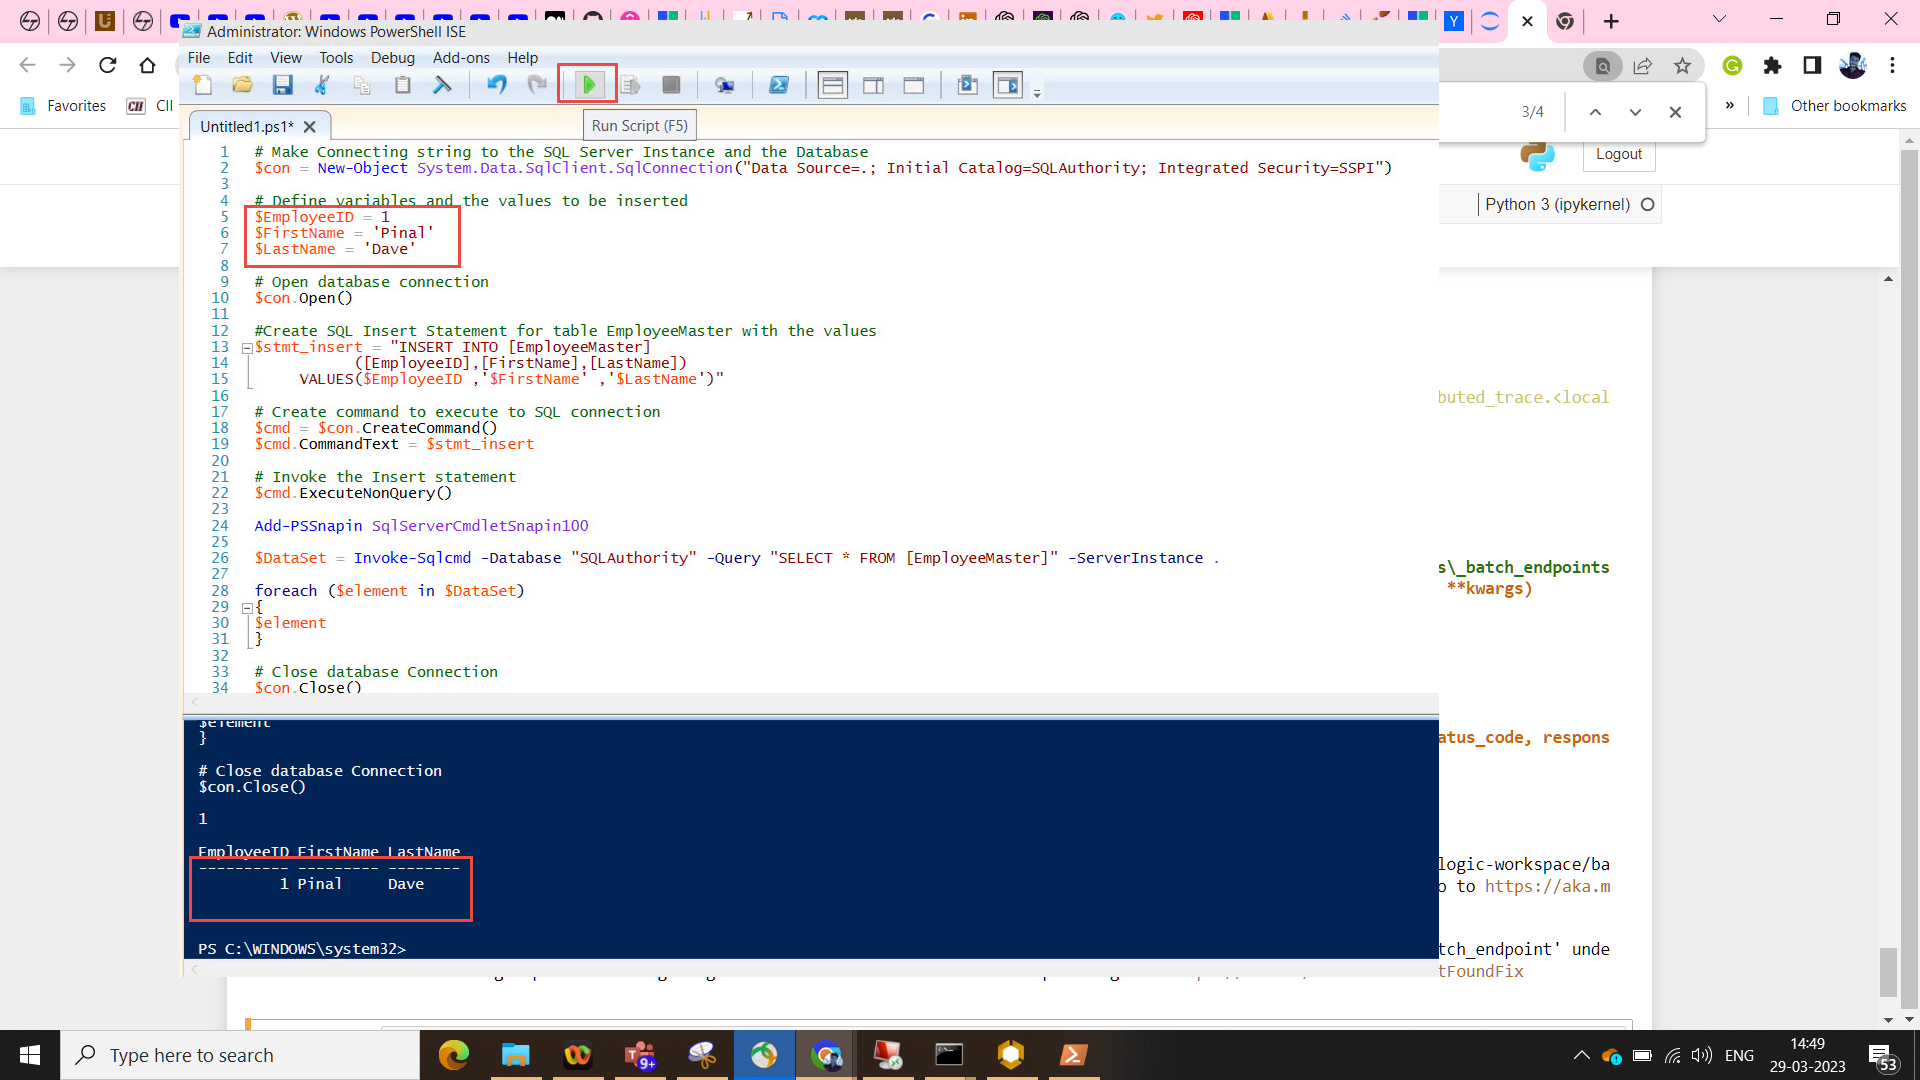 Administrator: Windows PowerShell ISE
File Edit View Tools Debug Add-ons Help
Favorites CII
» Other bookmarks
3/4
Untitled1.ps1*
Run Script (F5)
Logout
Python 3 (ipykernel)
1 # Make Connecting string to the SQL Server Instance and the Database
2 $con = New-Object System.Data.SqlClient.SqlConnection("Data Source=.; Initial Catalog=SQLAuthority; Integrated Security=SSPI")
3
4 # Define variables and the values to be inserted
5 $EmployeeID = 1
6 $FirstName = 'Pinal'
7 $LastName = 'Dave'
8
9 # Open database connection
10 $con.Open()
11
12 #Create SQL Insert Statement for table EmployeeMaster with the values
13 $stmt_insert = "INSERT INTO [EmployeeMaster]
14 ([EmployeeID],[FirstName],[LastName])
15 VALUES($EmployeeID ,'$FirstName' ,'$LastName')"
16
17 # Create command to execute to SQL connection
18 $cmd = $con.CreateCommand()
19 $cmd.CommandText = $stmt_insert
20
21 # Invoke the Insert statement
22 $cmd.ExecuteNonQuery()
23
24 Add-PSSnapin SqlServerCmdletSnapin100
25
26 $DataSet = Invoke-Sqlcmd -Database "SQLAuthority" -Query "SELECT * FROM [EmployeeMaster]" -ServerInstance .
27
28 foreach ($element in $DataSet)
29 {
30 $element
31 }
32
33 # Close database Connection
34 $con.Close()
buted_trace.<local
s\_batch_endpoints
**kwargs)
atus_code, respons
logic-workspace/ba
o to https://aka.m
tch_endpoint' unde
tFoundFix
$element
}
# Close database Connection
$con.Close()
1
EmployeeID FirstName LastName
---------- --------- --------
1 Pinal Dave
PS C:\WINDOWS\system32>
Type here to search
9+
ENG
14:49
29-03-2023
53